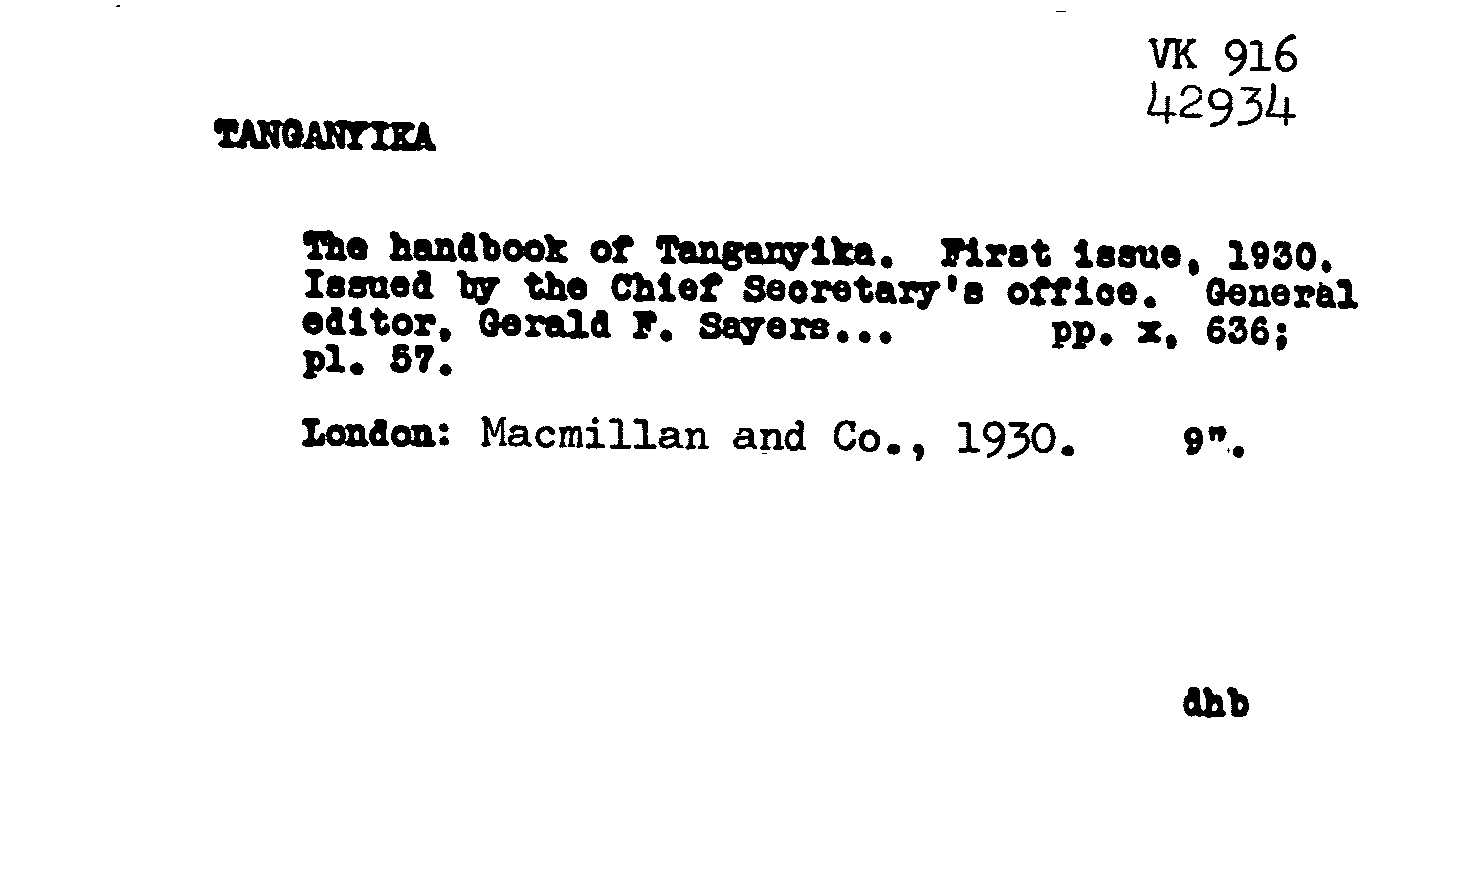 VK 916
42934
TANGANYIKA
The handbook of Tanganyika. First issue, 1930.
Issued by the Chief Secretary's office. General
editor, Gerald F. Sayers... pp. x, 636;
pl. 57.
London: Macmillan and Co., 1930. 9".
dhb